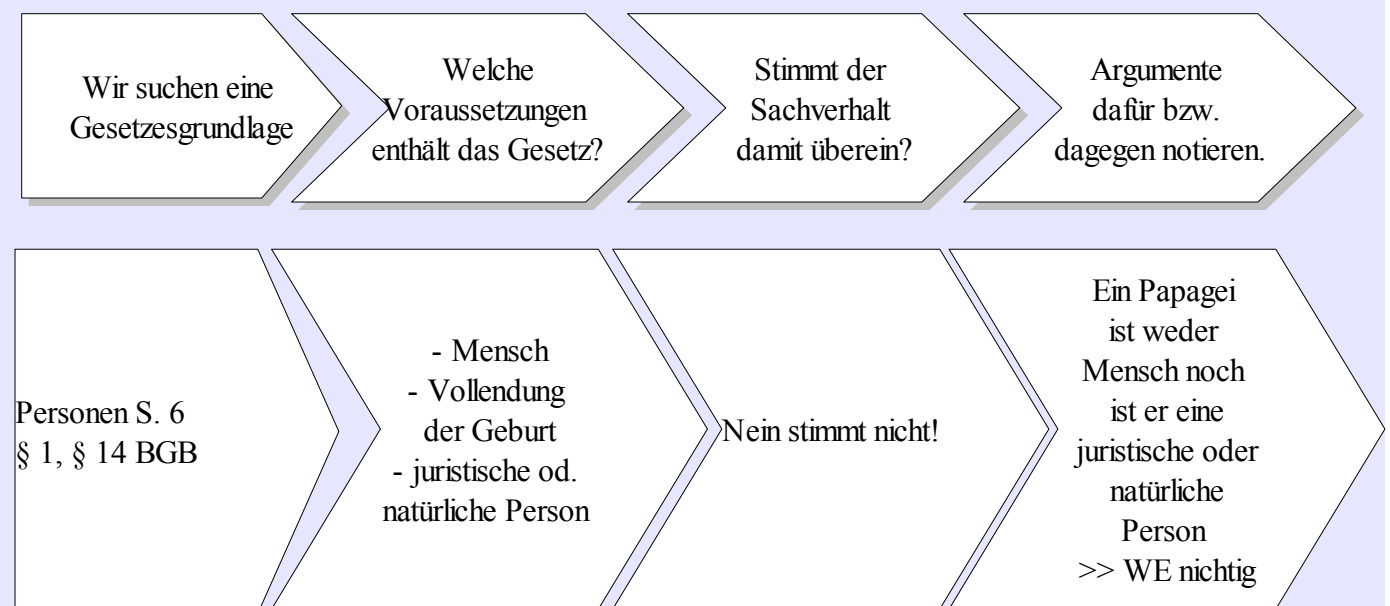 Wir suchen eine
Gesetzesgrundlage
Welche
Voraussetzungen
enthält das Gesetz?
Stimmt der
Sachverhalt
damit überein?
Argumente
dafür bzw.
dagegen notieren.
Personen S. 6
§ 1, § 14 BGB
- Mensch
- Vollendung
der Geburt
- juristische od.
natürliche Person
Nein stimmt nicht!
Ein Papagei
ist weder
Mensch noch
ist er eine
juristische oder
natürliche
Person
>> WE nichtig